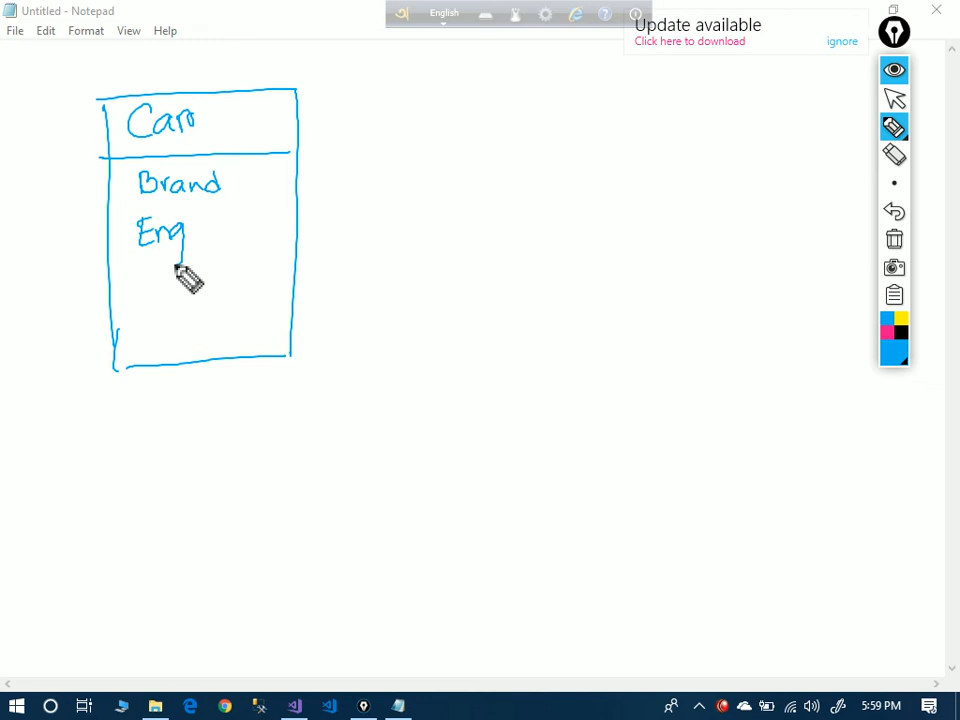 Untitled - Notepad
English
File Edit Format View Help
Update available
Click here to download ignore
Car
Brand
Eng
5:59 PM